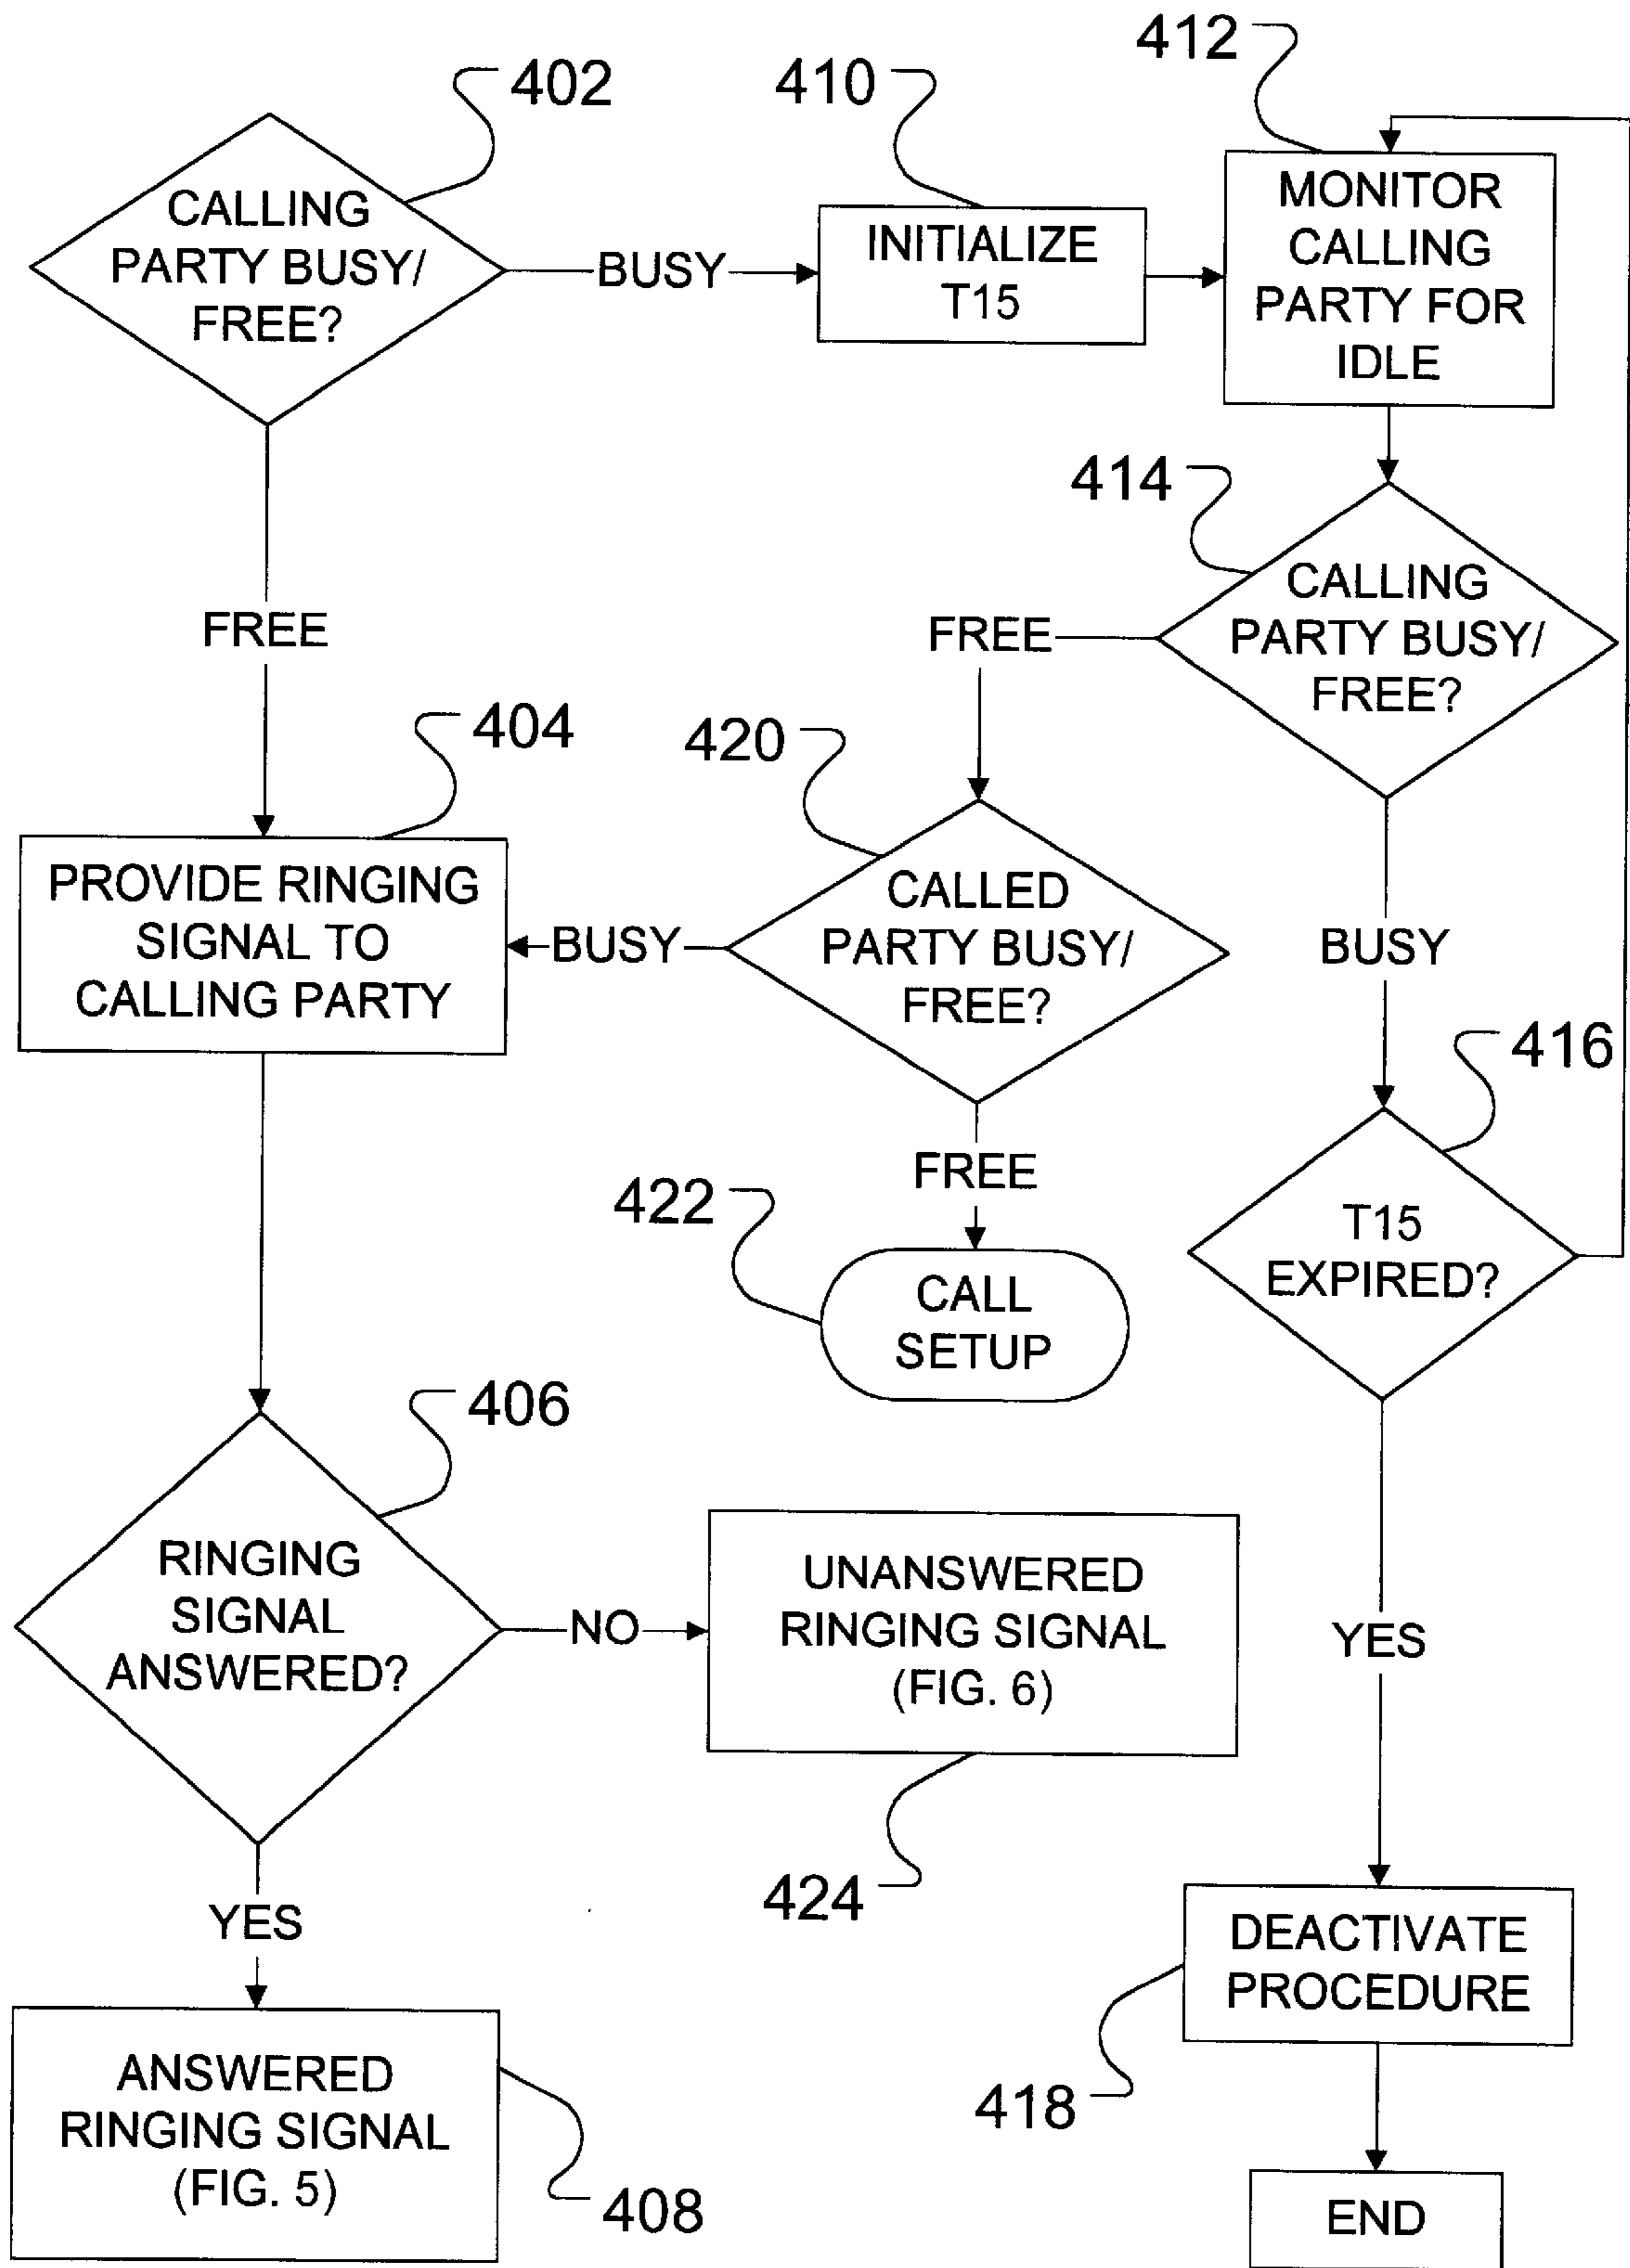 402
410
412
CALLING
PARTY BUSY/
FREE?
BUSY
INITIALIZE
T15
MONITOR
CALLING
PARTY FOR
IDLE
FREE
414
CALLING
PARTY BUSY/
FREE?
FREE
404
420
PROVIDE RINGING
SIGNAL TO
CALLING PARTY
BUSY
CALLED
PARTY BUSY/
FREE?
BUSY
416
FREE
422
CALL
SETUP
T15
EXPIRED?
406
RINGING
SIGNAL
ANSWERED?
NO
UNANSWERED
RINGING SIGNAL
(FIG. 6)
424
YES
YES
DEACTIVATE
PROCEDURE
418
ANSWERED
RINGING SIGNAL
(FIG. 5)
408
END